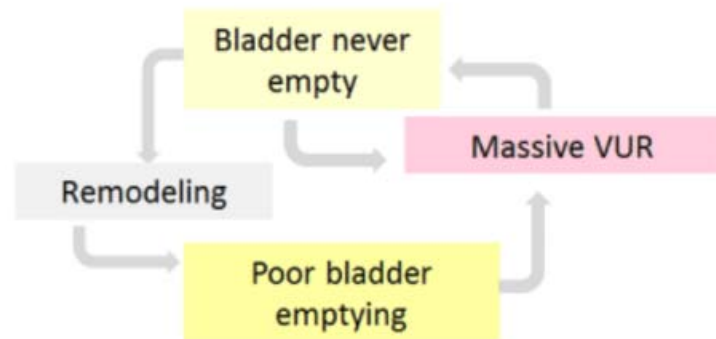 Bladder never
empty
Massive VUR
Remodeling
Poor bladder
emptying